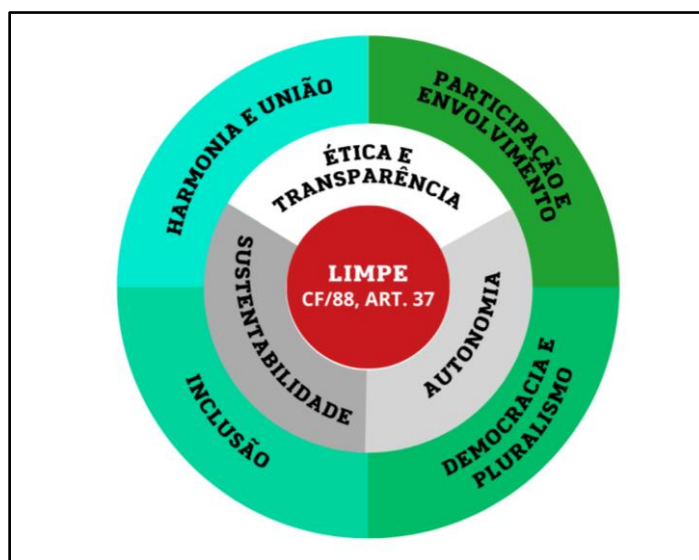 HARMONIA E UNIÃO
PARTICIPAÇÃO E
ENVOLVIMENTO
ÉTICA E
TRANSPARÊNCIA
SUSTENTABILIDADE
LIMPE
CF/88, ART. 37
AUTONOMIA
INCLUSÃO
DEMOCRACIA E
PLURALISMO